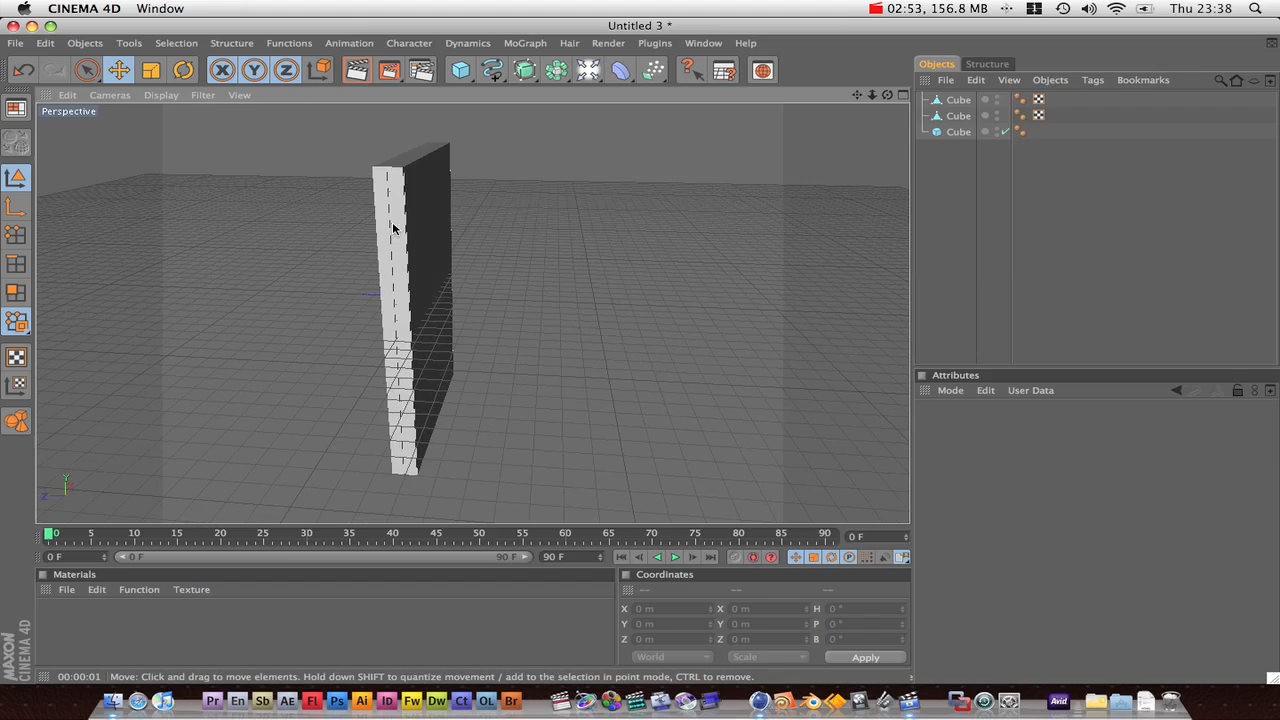 CINEMA 4D Window 02:53, 156.8 MB Thu 23:38
Untitled 3 *
File Edit Objects Tools Selection Structure Functions Animation Character Dynamics MoGraph Hair Render Plugins Window Help
X Y Z
Objects Structure
File Edit View Objects Tags Bookmarks
Edit Cameras Display Filter View
Perspective
Cube
Cube
Cube
Attributes
Mode Edit User Data
Y
Z
0 5 10 15 20 25 30 35 40 45 50 55 60 65 70 75 80 85 90 0 F
0 F 0 F 90 F 90 F P
Materials
File Edit Function Texture
Coordinates
X 0 m X 0 m H 0 °
Y 0 m Y 0 m P 0 °
Z 0 m Z 0 m B 0 °
World Scale Apply
MAXON CINEMA 4D
00:00:01 Move: Click and drag to move elements. Hold down SHIFT to quantize movement / add to the selection in point mode, CTRL to remove.
Pr En Sb AE Fl Ps Ai Id Fw Dw Ct OL Br Avid